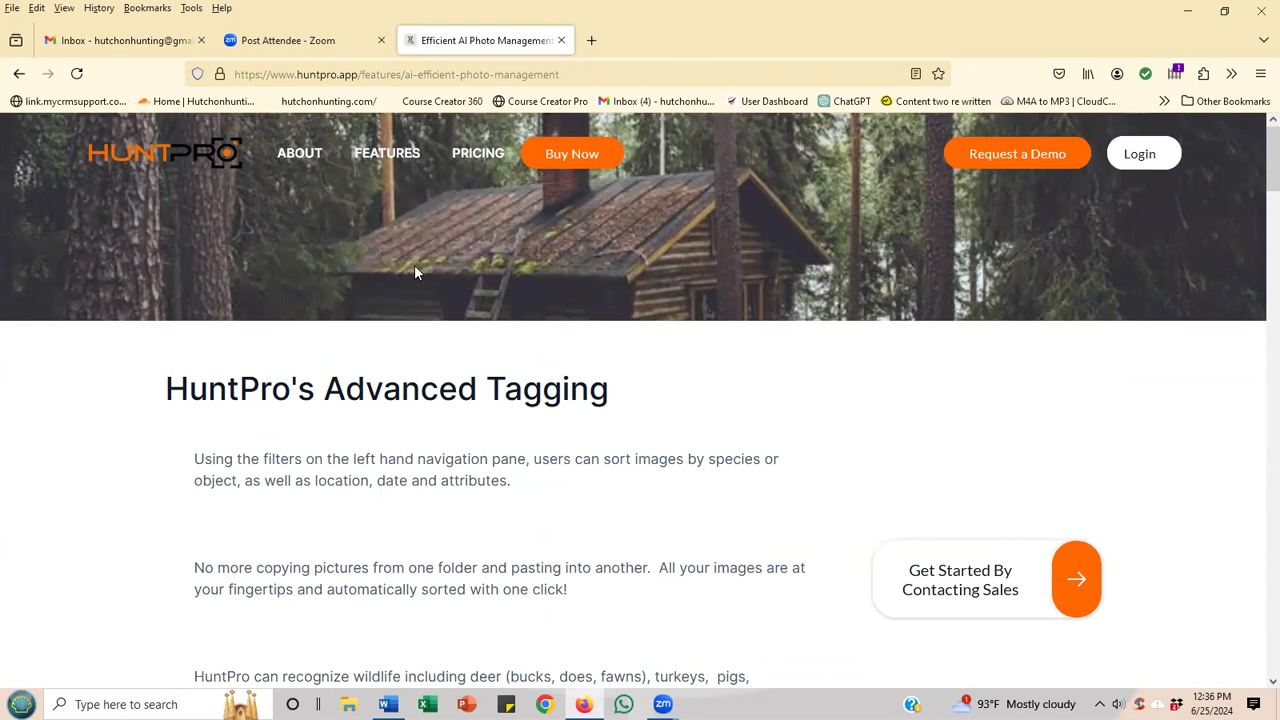 File Edit View History Bookmarks Tools Help
Inbox - hutchonhunting@gma Post Attendee - Zoom Efficient AI Photo Management
https://www.huntpro.app/features/ai-efficient-photo-management
link.mycrmsupport.co... Home | Hutchonhunti... hutchonhunting.com/ Course Creator 360 Course Creator Pro Inbox (4) - hutchonhu... User Dashboard ChatGPT Content two re written M4A to MP3 | CloudC... Other Bookmarks
HUNTPRO ABOUT FEATURES PRICING Buy Now Request a Demo Login
HuntPro's Advanced Tagging
Using the filters on the left hand navigation pane, users can sort images by species or
object, as well as location, date and attributes.
No more copying pictures from one folder and pasting into another. All your images are at
your fingertips and automatically sorted with one click!
Get Started By
Contacting Sales
HuntPro can recognize wildlife including deer (bucks, does, fawns), turkeys, pigs,
Type here to search
93°F Mostly cloudy
12:36 PM
6/25/2024